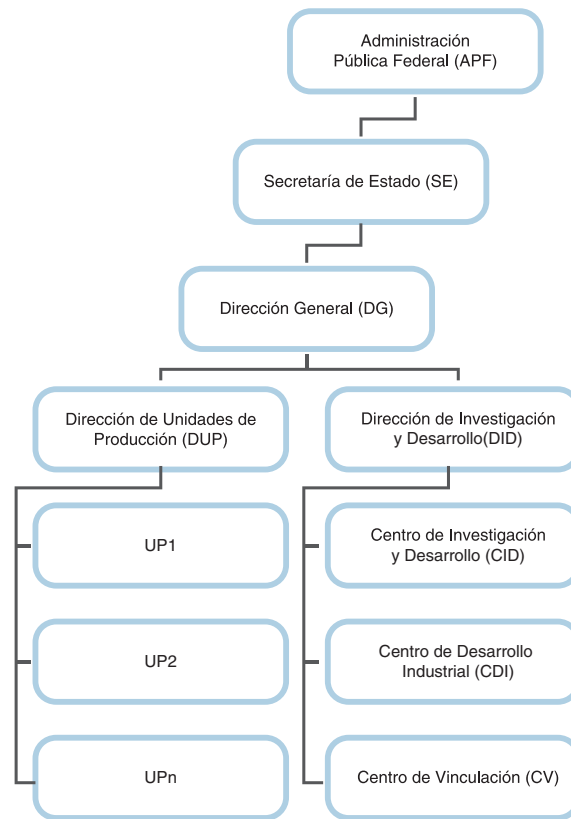 Administración
Pública Federal (APF)
Secretaría de Estado (SE)
Dirección General (DG)
Dirección de Unidades de
Producción (DUP)
Dirección de Investigación
y Desarrollo(DID)
UP1
Centro de Investigación
y Desarrollo (CID)
UP2
Centro de Desarrollo
Industrial (CDI)
UPn
Centro de Vinculación (CV)